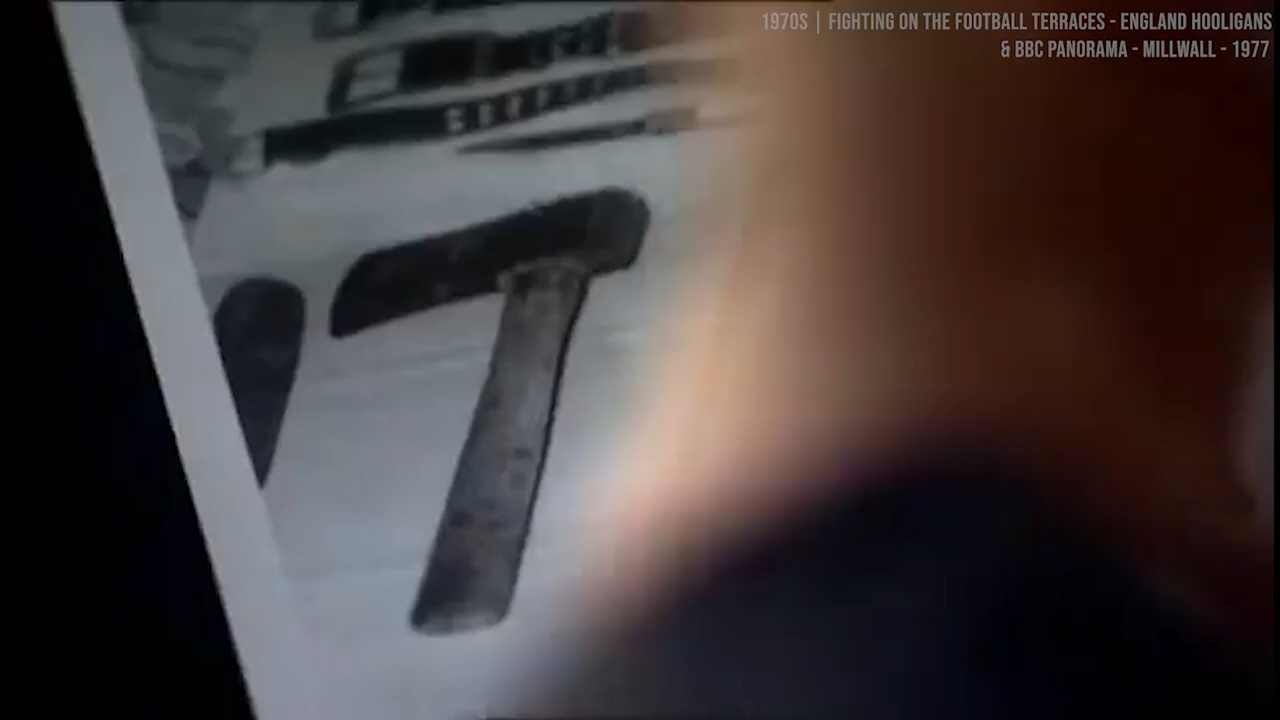 1970S | FIGHTING ON THE FOOTBALL TERRACES - ENGLAND HOOLIGANS
& BBC PANORAMA - MILLWALL - 1977